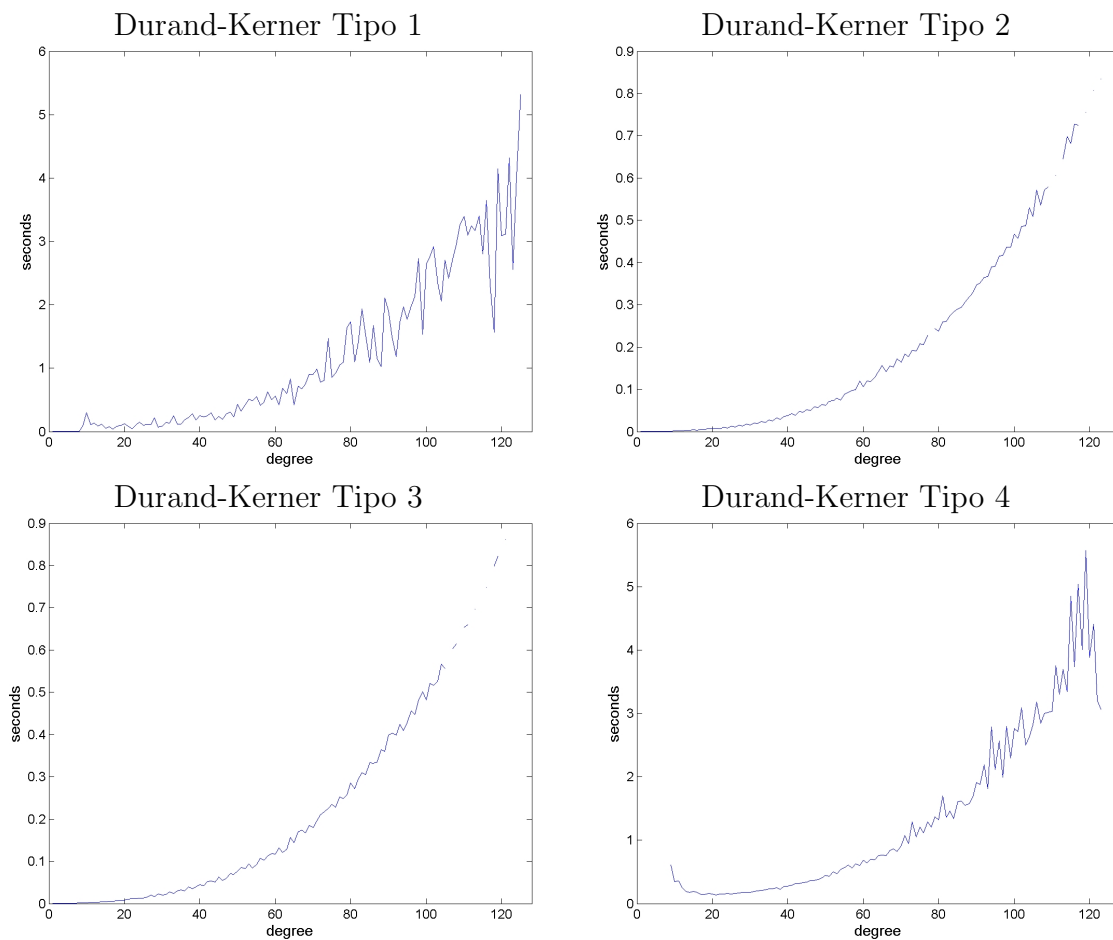 Durand-Kerner Tipo 1
6
5
4
3
2
1
0
seconds
0 20 40 60 80 100 120
degree
Durand-Kerner Tipo 2
0.9
0.8
0.7
0.6
0.5
0.4
0.3
0.2
0.1
0
seconds
0 20 40 60 80 100 120
degree
Durand-Kerner Tipo 3
0.9
0.8
0.7
0.6
0.5
0.4
0.3
0.2
0.1
0
seconds
0 20 40 60 80 100 120
degree
Durand-Kerner Tipo 4
6
5
4
3
2
1
0
seconds
0 20 40 60 80 100 120
degree